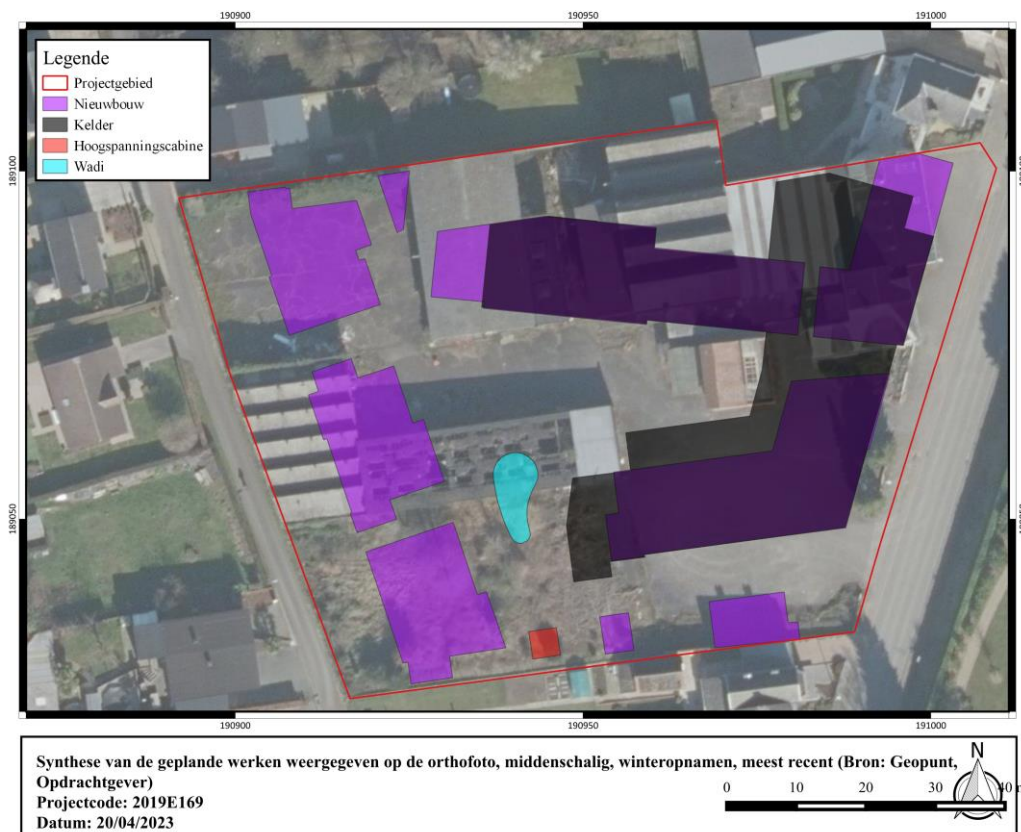 190900 190950 191000
Legende
Projectgebied
Nieuwbouw
Kelder
Hoogspanningscabine
Wadi
189100
189050
190900 190950 191000
Synthese van de geplande werken weergegeven op de orthofoto, middenschalig, winteropnamen, meest recent (Bron: Geopunt,
Opdrachtgever)
Projectcode: 2019E169
Datum: 20/04/2023
N
0 10 20 30 40